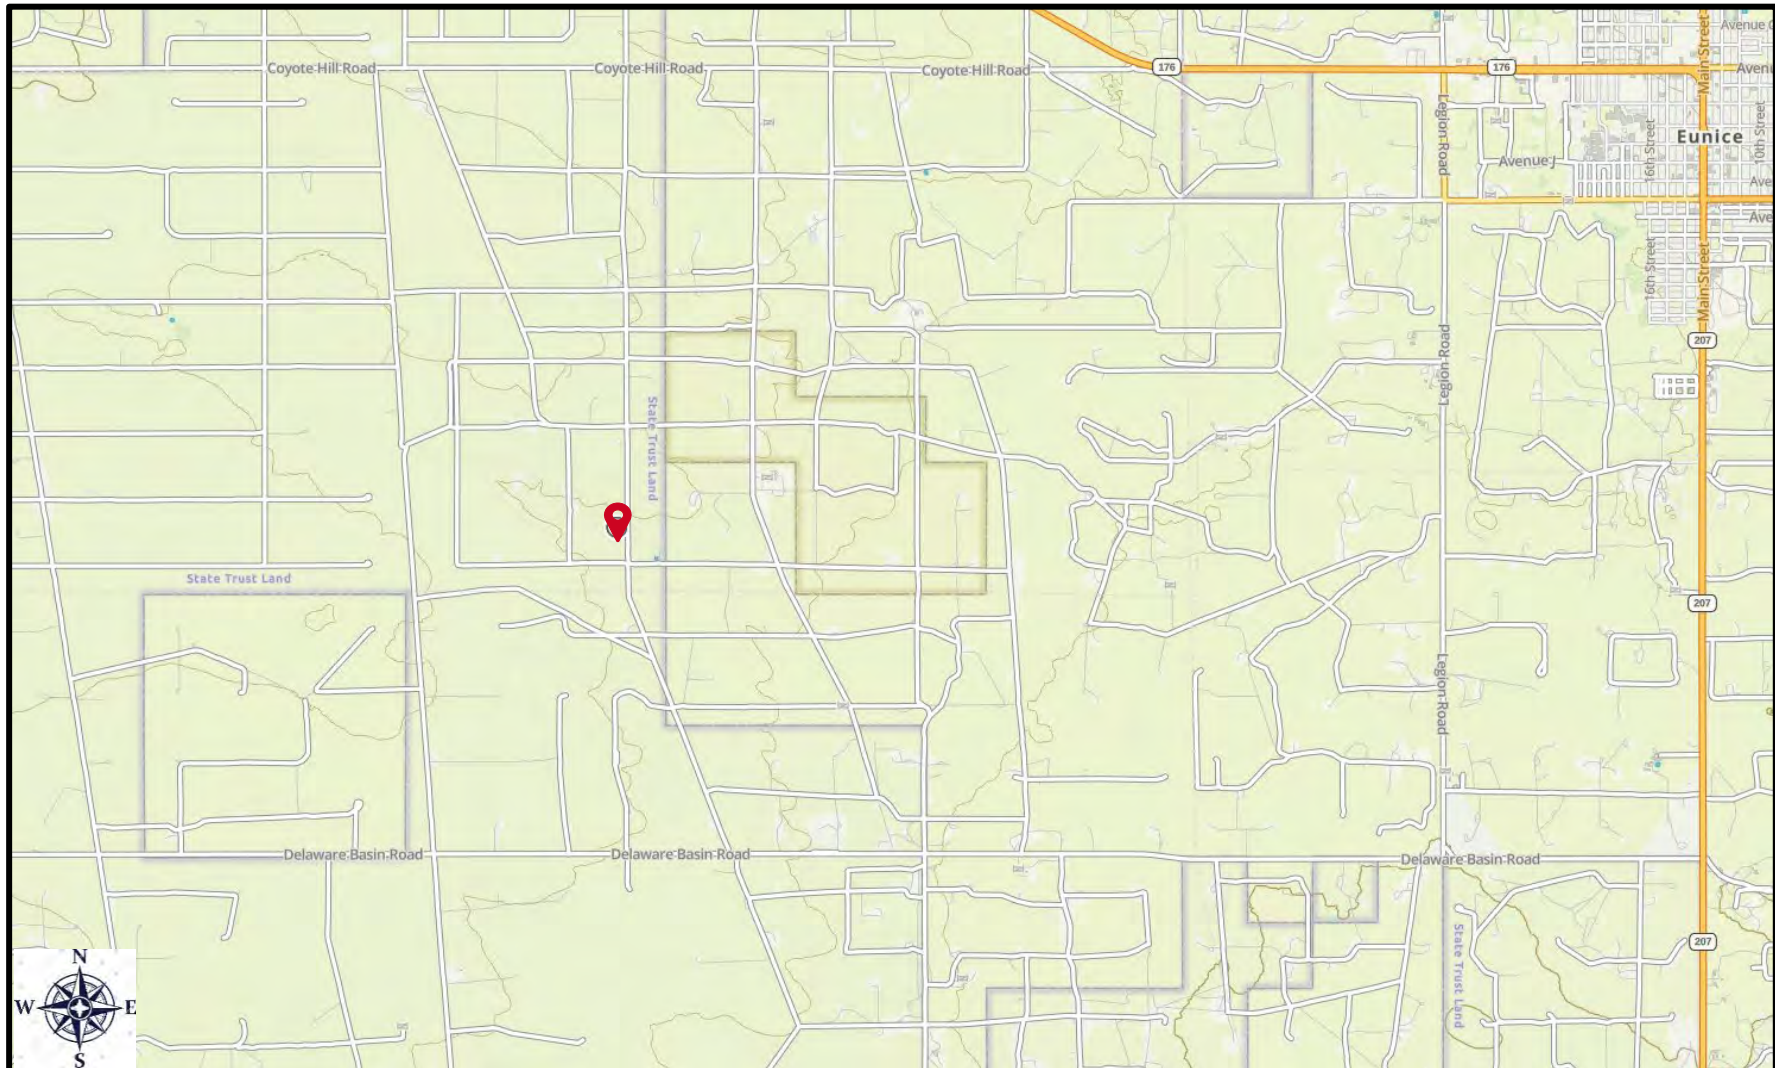 Avenue
Main Street
Coyote Hill Road
Coyote Hill Road
Coyote Hill Road
176
176
Legion Road
16th Street
10th Street
Eunice
Avenue J
16th Street
Main Street
207
Legion Road
State Trust Land
State Trust Land
207
Legion Road
Delaware Basin Road
Delaware Basin Road
Delaware Basin Road
207
State Trust Land
N
W
E
S